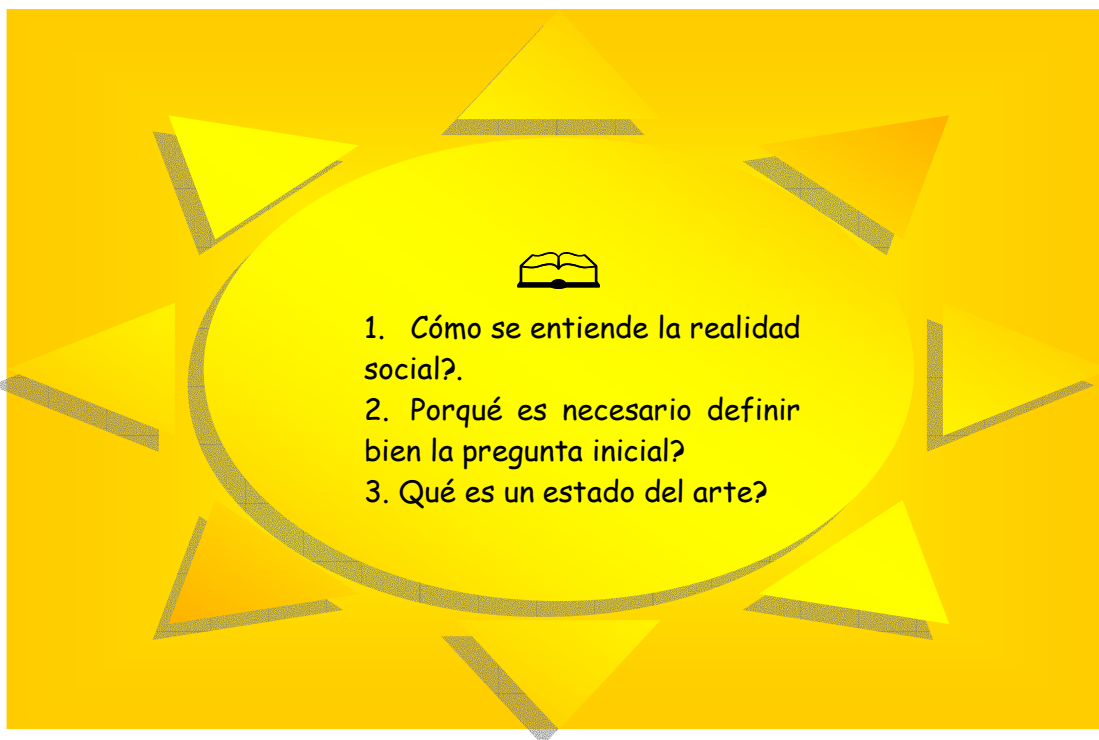 1. Cómo se entiende la realidad
social?.
2. Porqué es necesario definir
bien la pregunta inicial?
3. Qué es un estado del arte?